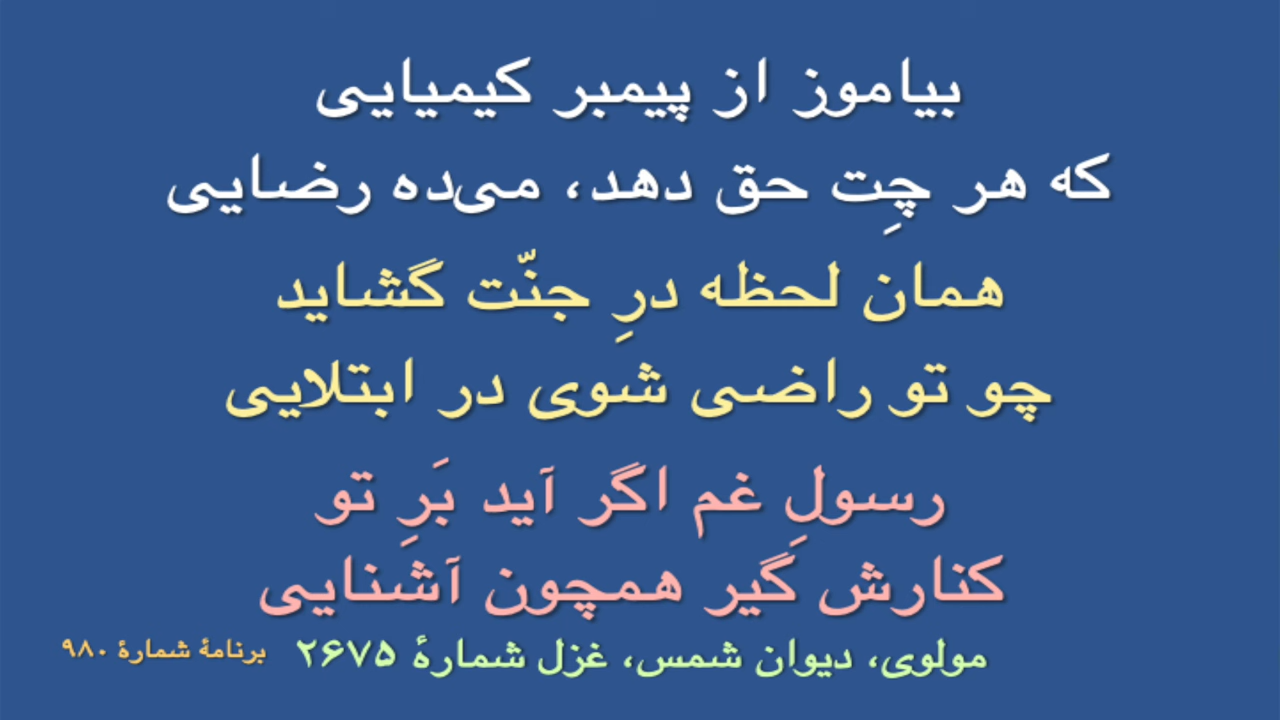 بیاموز از پیمبر کیمیایی
که هر چِت حق دهد، می‌ده رضایی
همان لحظه درِ جنّت گشاید
چو تو راضی شوی در ابتلایی
رسولِ غم اگر آید بَرِ تو
کنارش گیر همچون آشنایی
مولوی، دیوان شمس، غزل شمارهٔ ۲۶۷۵ برنامهٔ شمارهٔ ۹۸۰